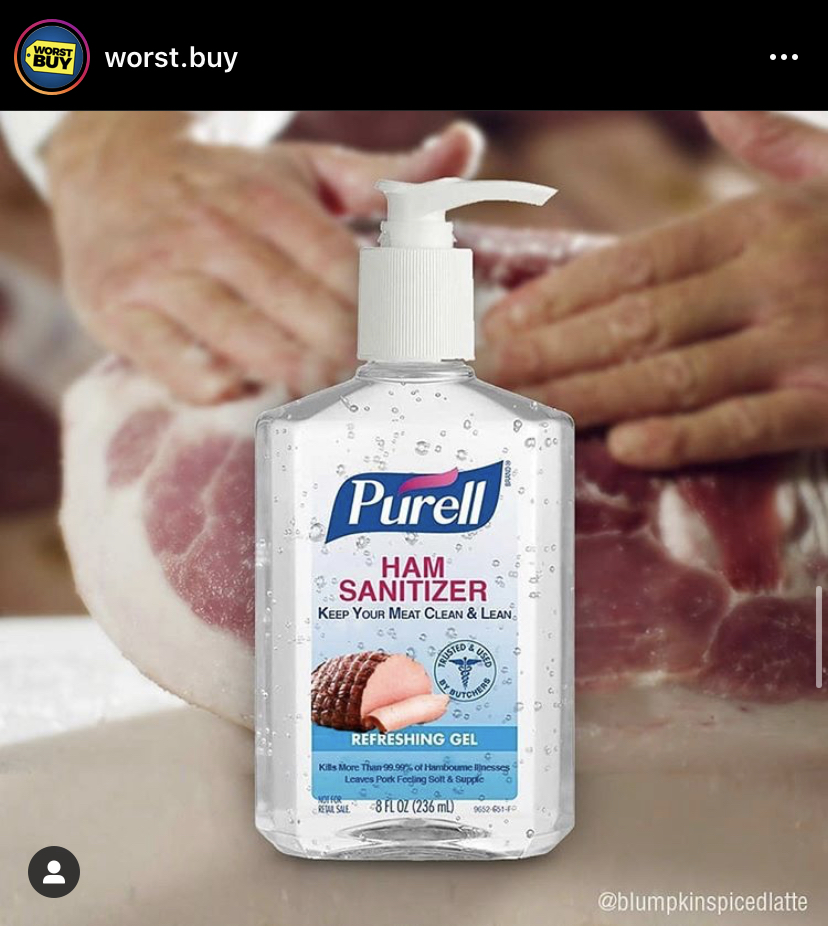 WORST
BUY
worst.buy
Purell
BRAND®
HAM
SANITIZER
KEEP YOUR MEAT CLEAN & LEAN
TRUSTED & USED
BY BUTCHERS
REFRESHING GEL
Kills More Than 99.99% of Hambourne Illnesses
Leaves Pork Feeling Soft & Supple
NOT FOR
RETAIL SALE
8 FL OZ (236 mL)
@blumpkinspicedlatte